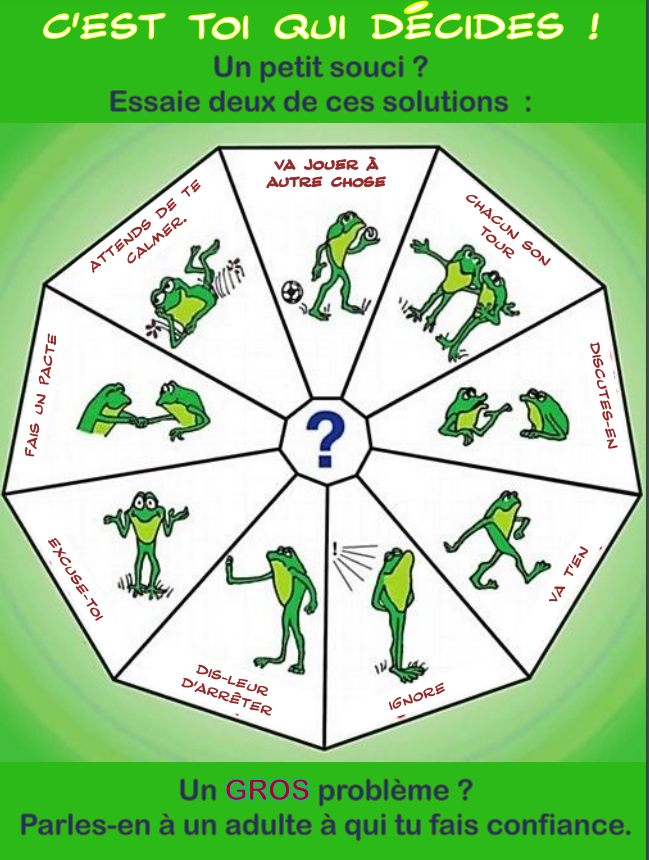 C'EST TOI QUI DÉCIDES !
Un petit souci ?
Essaie deux de ces solutions :
VA JOUER À
AUTRE CHOSE
CHACUN SON
TOUR
DISCUTES-EN
VA T'EN
IGNORE
!
DIS-LEUR
D'ARRÊTER
EXCUSE-TOI
FAIS UN PACTE
ATTENDS DE TE
CALMER.
?
Un GROS problème ?
Parles-en à un adulte à qui tu fais confiance.